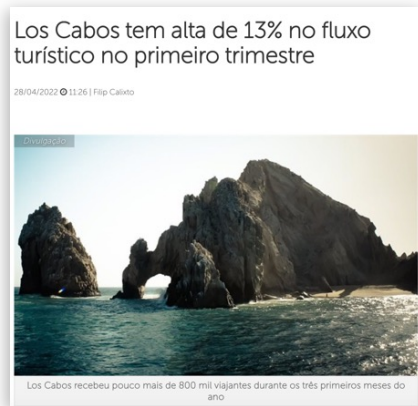 Los Cabos tem alta de 13% no fluxo
turístico no primeiro trimestre
28/04/2022 11:26 | Filip Calixto
Divulgação
Los Cabos recebeu pouco mais de 800 mil viajantes durante os três primeiros meses do
ano